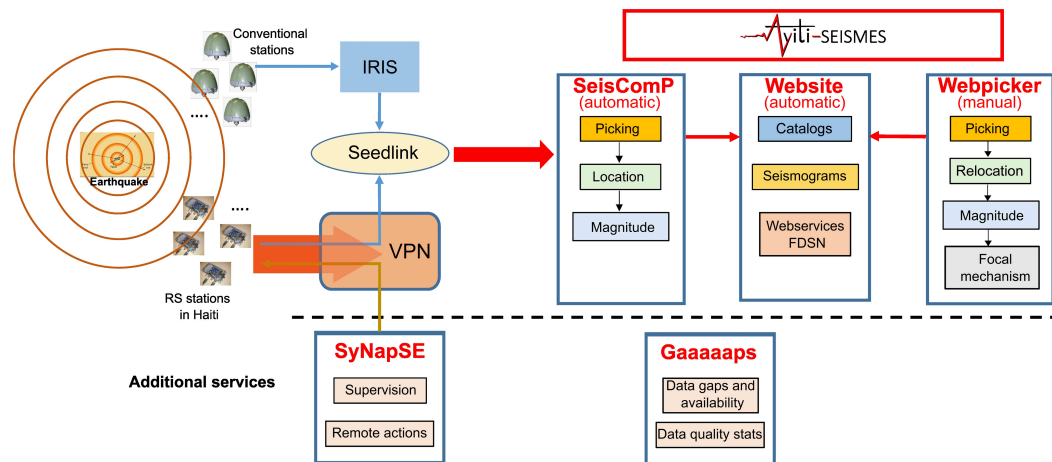 Conventional
stations
....
IRIS
Seedlink
Earthquake
....
VPN
RS stations
in Haiti
Ayiti-SEISMES
SeisComP
(automatic)
Picking
Location
Magnitude
Website
(automatic)
Catalogs
Seismograms
Webservices
FDSN
Webpicker
(manual)
Picking
Relocation
Magnitude
Focal
mechanism
Additional services
SyNapSE
Supervision
Remote actions
Gaaaaaps
Data gaps and
availability
Data quality stats